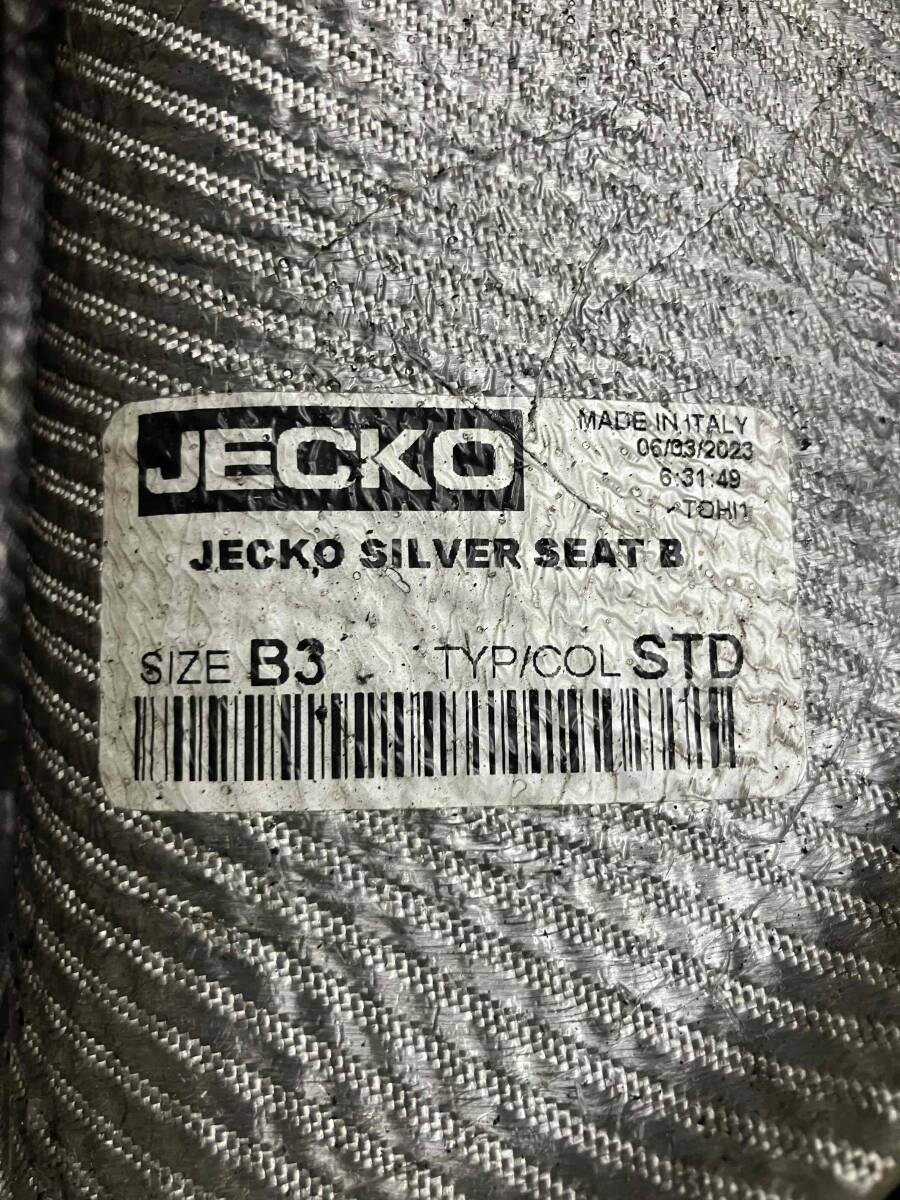 JECKO
MADE IN ITALY
06/03/2023
6:31:49
TOHI1
JECKO SILVER SEAT B
SIZE B3 TYP/COL STD